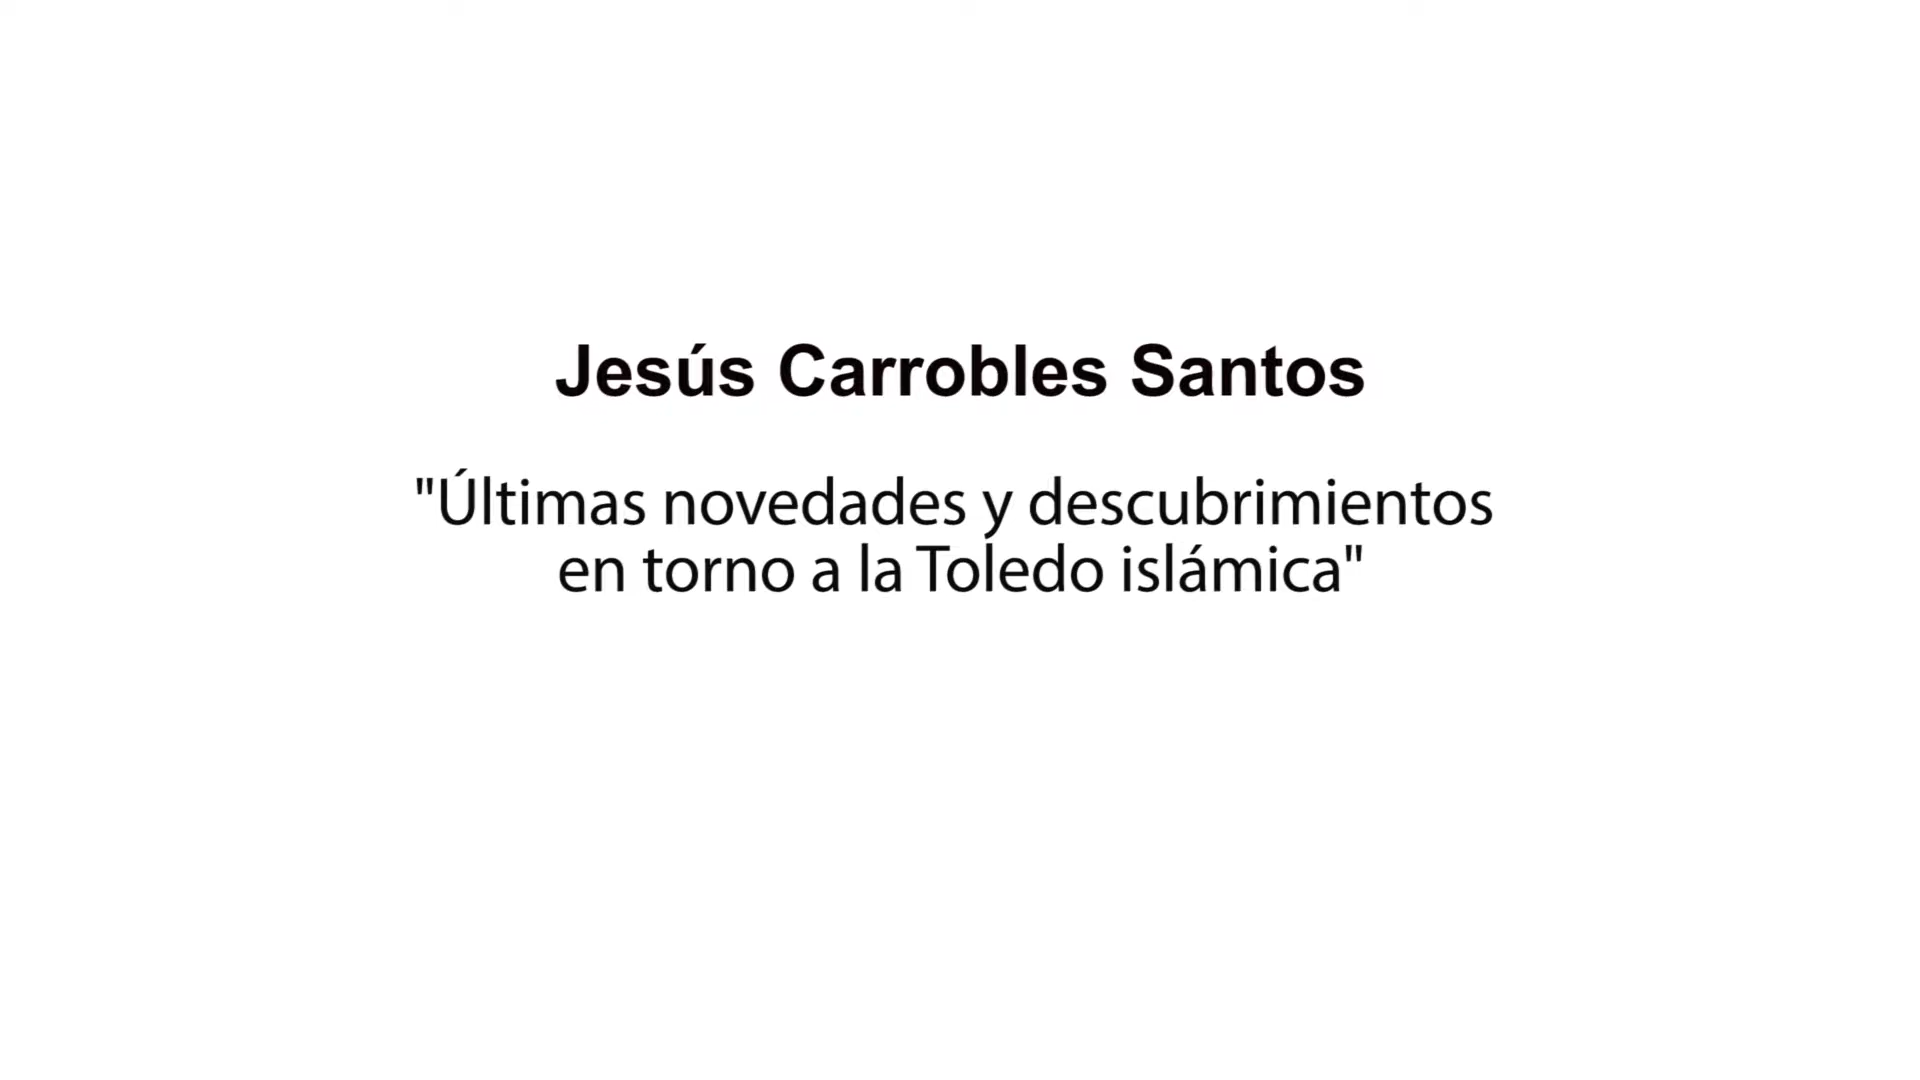 Jesús Carrobles Santos
"Últimas novedades y descubrimientos
en torno a la Toledo islámica"